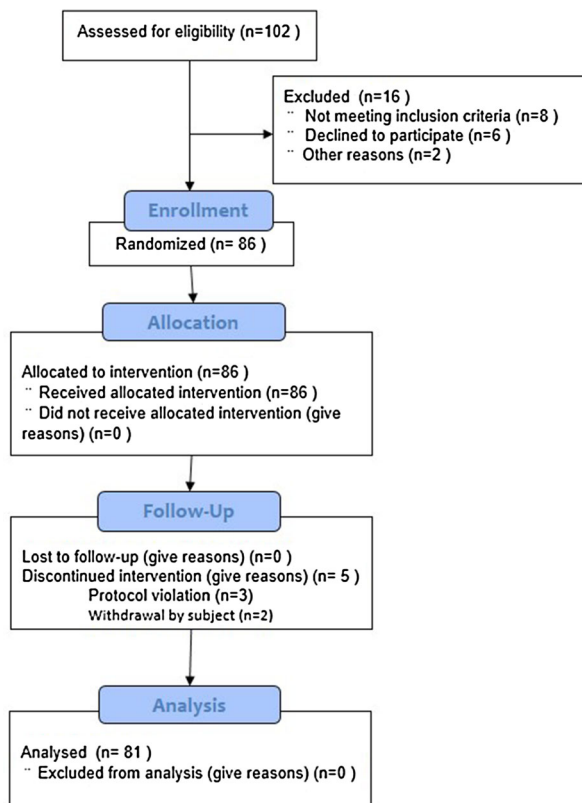 Assessed for eligibility (n=102 )
Excluded (n=16 )
¨ Not meeting inclusion criteria (n=8 )
¨ Declined to participate (n=6 )
¨ Other reasons (n=2 )
Enrollment
Randomized (n= 86 )
Allocation
Allocated to intervention (n=86 )
¨ Received allocated intervention (n=86 )
¨ Did not receive allocated intervention (give
reasons) (n=0 )
Follow-Up
Lost to follow-up (give reasons) (n=0 )
Discontinued intervention (give reasons) (n= 5 )
Protocol violation (n=3)
Withdrawal by subject (n=2)
Analysis
Analysed (n= 81 )
¨ Excluded from analysis (give reasons) (n=0 )